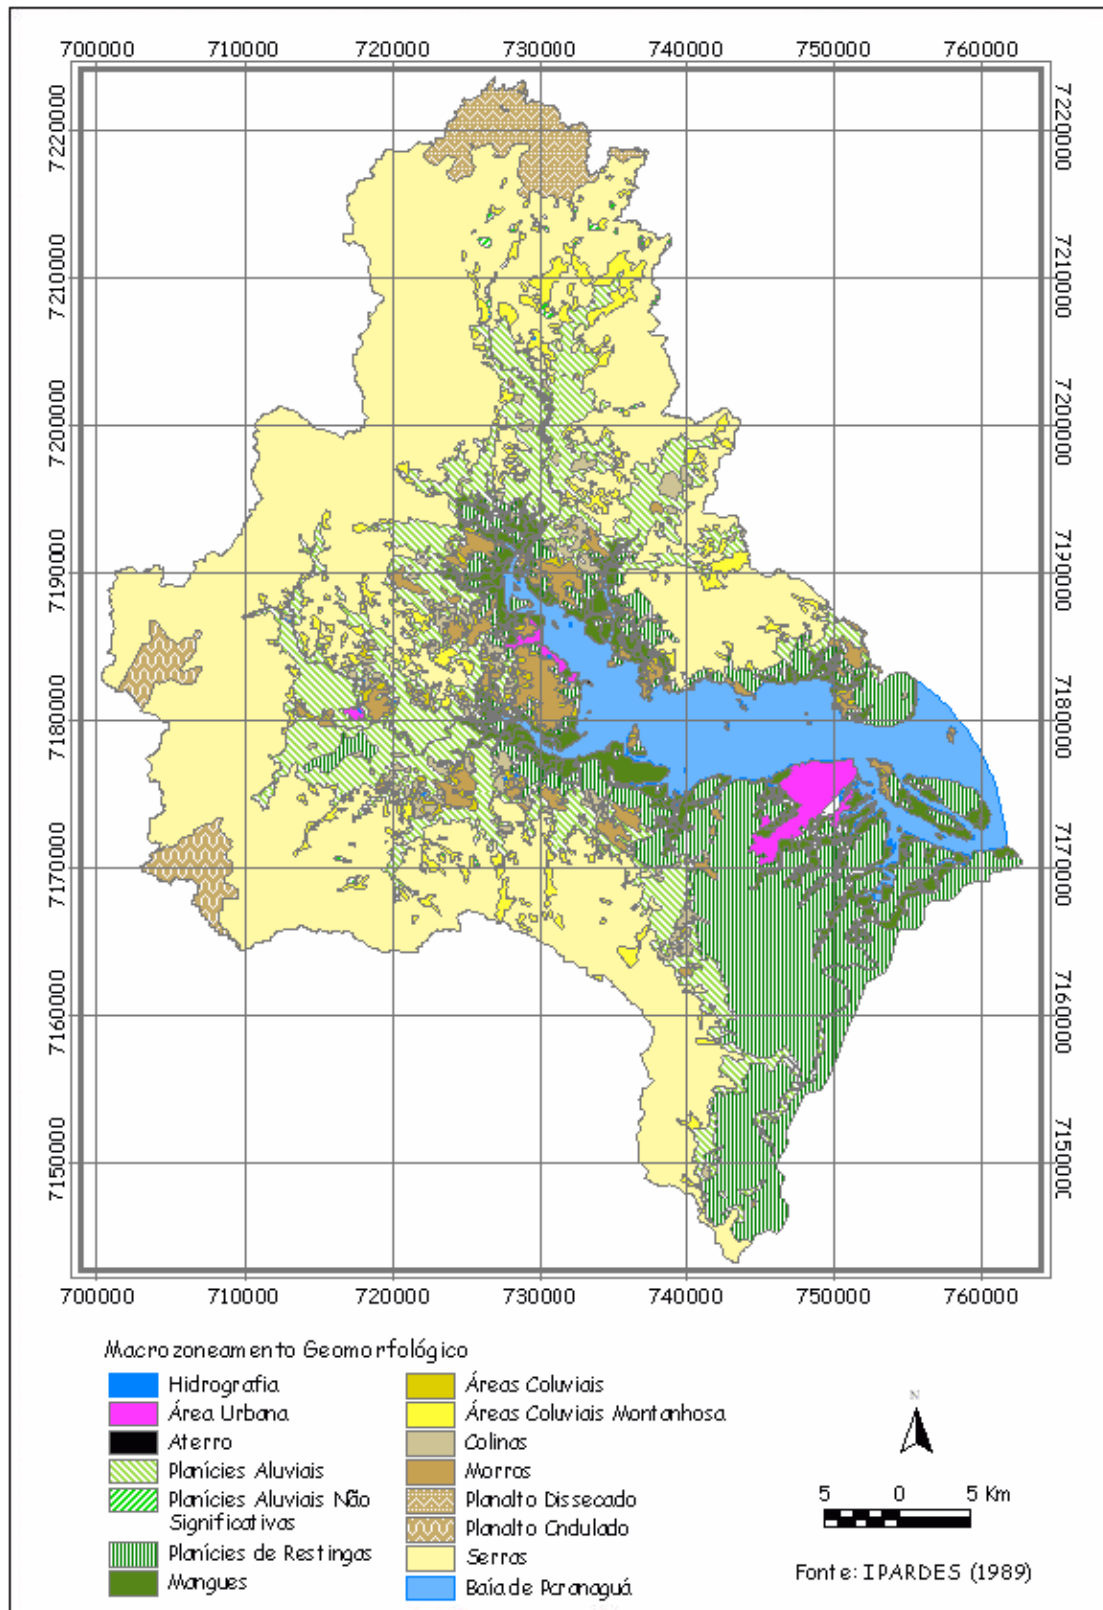 700000 710000 720000 730000 740000 750000 760000
7220000 7220000
7210000 7210000
7200000 7200000
7190000 7190000
7180000 7180000
7170000 7170000
7160000 7160000
7150000 7150000
700000 710000 720000 730000 740000 750000 760000
Macrozoneamento Geomorfológico
Hidrografia
Área Urbana
Aterro
Planícies Aluviais
Planícies Aluviais Não
Significativas
Planícies de Restingas
Mangues
Áreas Coluviais
Áreas Coluviais Montanhosa
Colinas
Morros
Planalto Dissecado
Planalto Cndulado
Serras
Baía de Parcnaguá
N
5 0 5 Km
Fonte: IPARDES (1989)